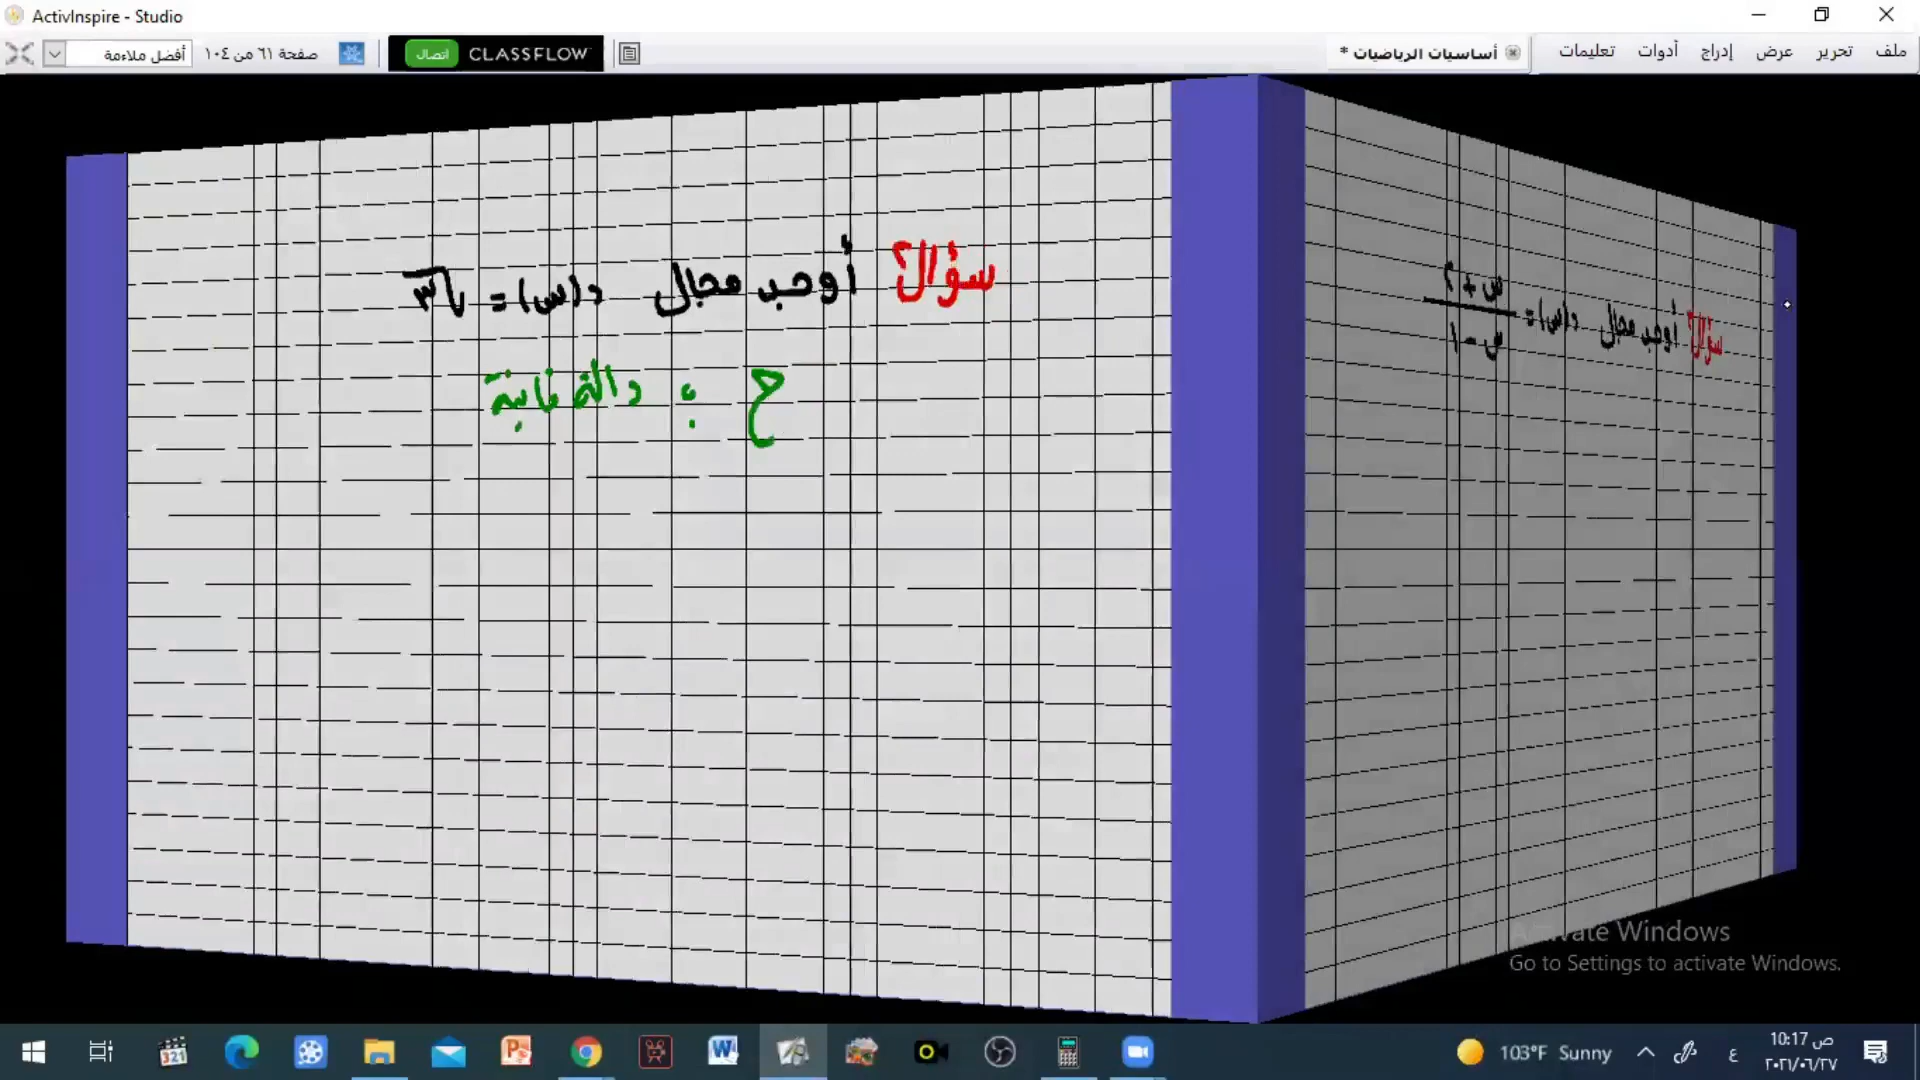 ActivInspire - Studio
ملف تحرير عرض إدراج أدوات تعليمات
أساسيات الرياضيات *
CLASSFLOW اتصال
صفحة ٦١ من ١٠٤
أفضل ملاءمة
سؤال؟ أوجد مجال د(س) = √٣
ح ؛ دالة ثابتة
سؤال؟ أوجد مجال د(س) = (س + ٢) / (س - ١)
Activate Windows
Go to Settings to activate Windows.
321
103°F Sunny
ع
10:17 ص
٢٠٢١/٠٦/٢٧